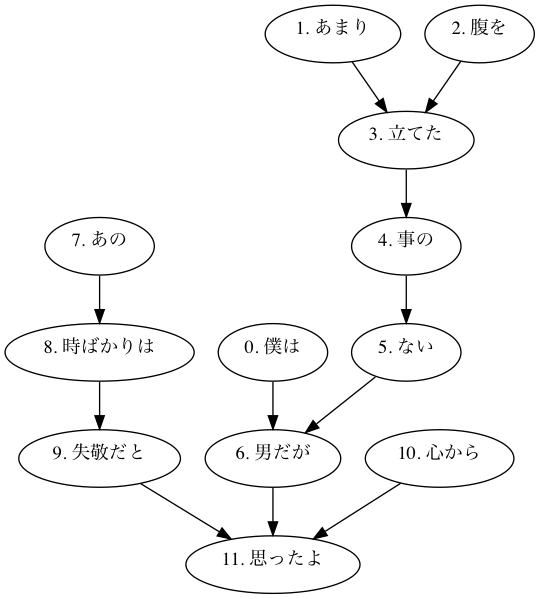 1. あまり
2. 腹を
3. 立てた
7. あの
4. 事の
8. 時ばかりは
0. 僕は
5. ない
9. 失敬だと
6. 男だが
10. 心から
11. 思ったよ